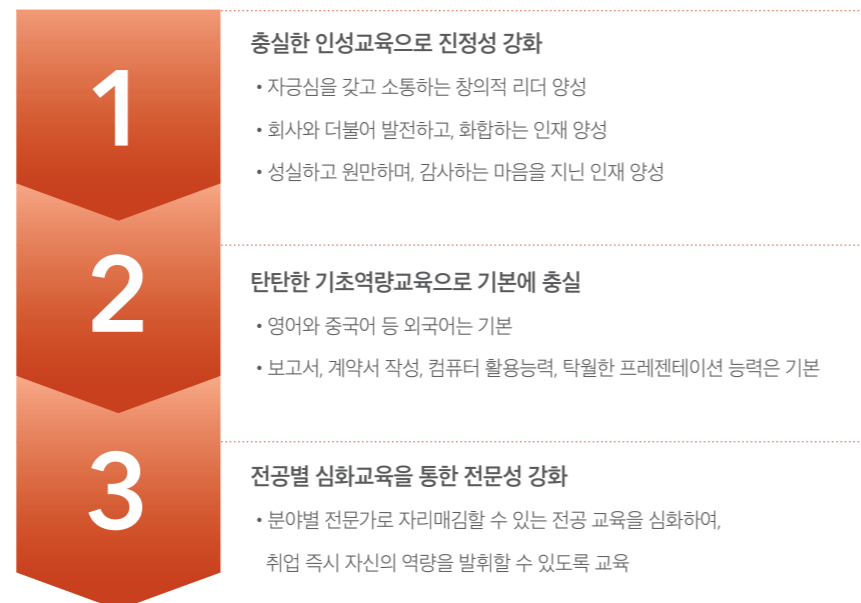 1
충실한 인성교육으로 진정성 강화
• 자긍심을 갖고 소통하는 창의적 리더 양성
• 회사와 더불어 발전하고, 화합하는 인재 양성
• 성실하고 원만하며, 감사하는 마음을 지닌 인재 양성
2
탄탄한 기초역량교육으로 기본에 충실
• 영어와 중국어 등 외국어는 기본
• 보고서, 계약서 작성, 컴퓨터 활용능력, 탁월한 프레젠테이션 능력은 기본
3
전공별 심화교육을 통한 전문성 강화
• 분야별 전문가로 자리매김할 수 있는 전공 교육을 심화하여,
취업 즉시 자신의 역량을 발휘할 수 있도록 교육